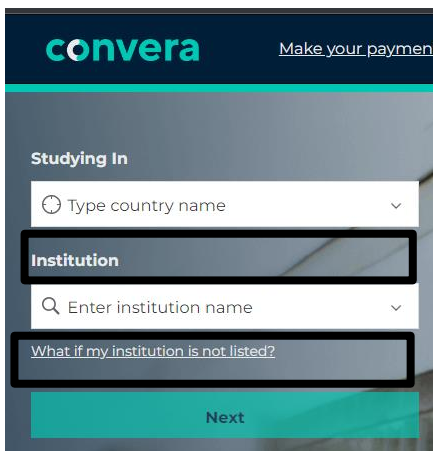 convera
Make your paymen
Studying In
Type country name
Institution
Enter institution name
What if my institution is not listed?
Next